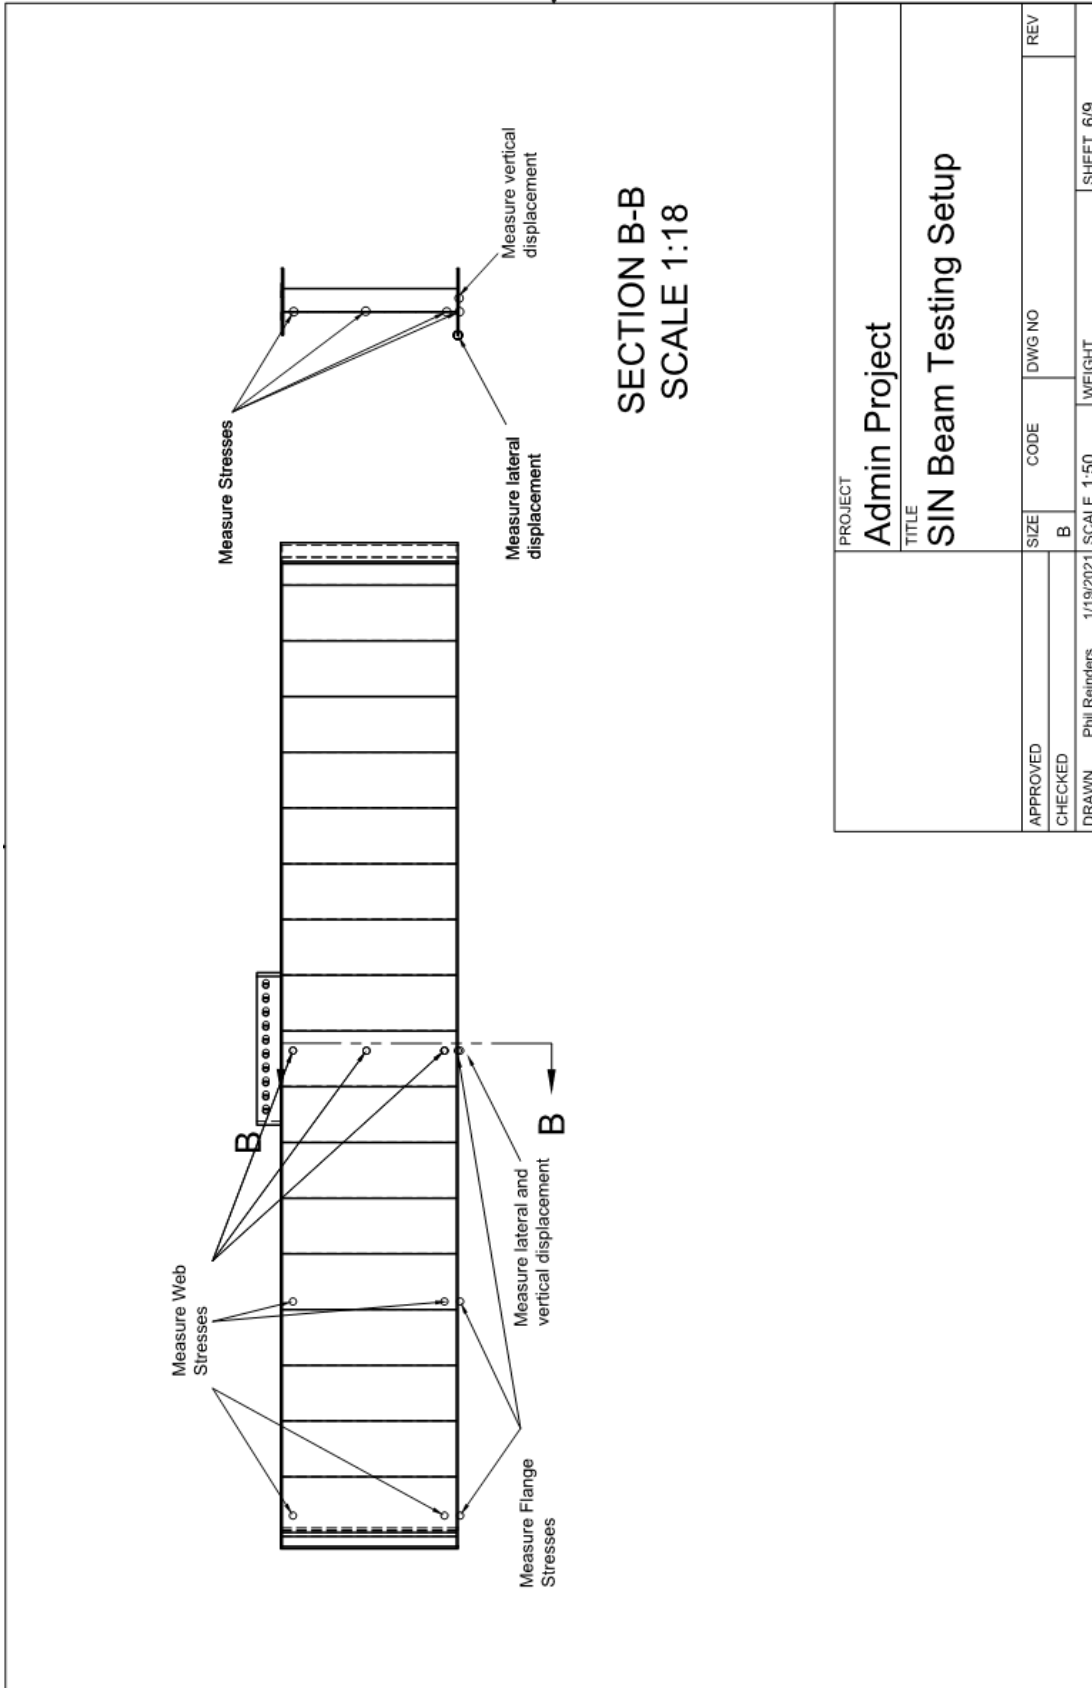 Measure Web
Stresses
B
B
Measure Flange
Stresses
Measure lateral and
vertical displacement
Measure Stresses
Measure lateral
displacement
Measure vertical
displacement
SECTION B-B
SCALE 1:18
PROJECT
Admin Project
TITLE
SIN Beam Testing Setup
APPROVED
SIZE
CODE
DWG NO
REV
CHECKED
B
DRAWN Phil Reinders 1/19/2021
SCALE 1:50
WEIGHT
SHEET 6/9